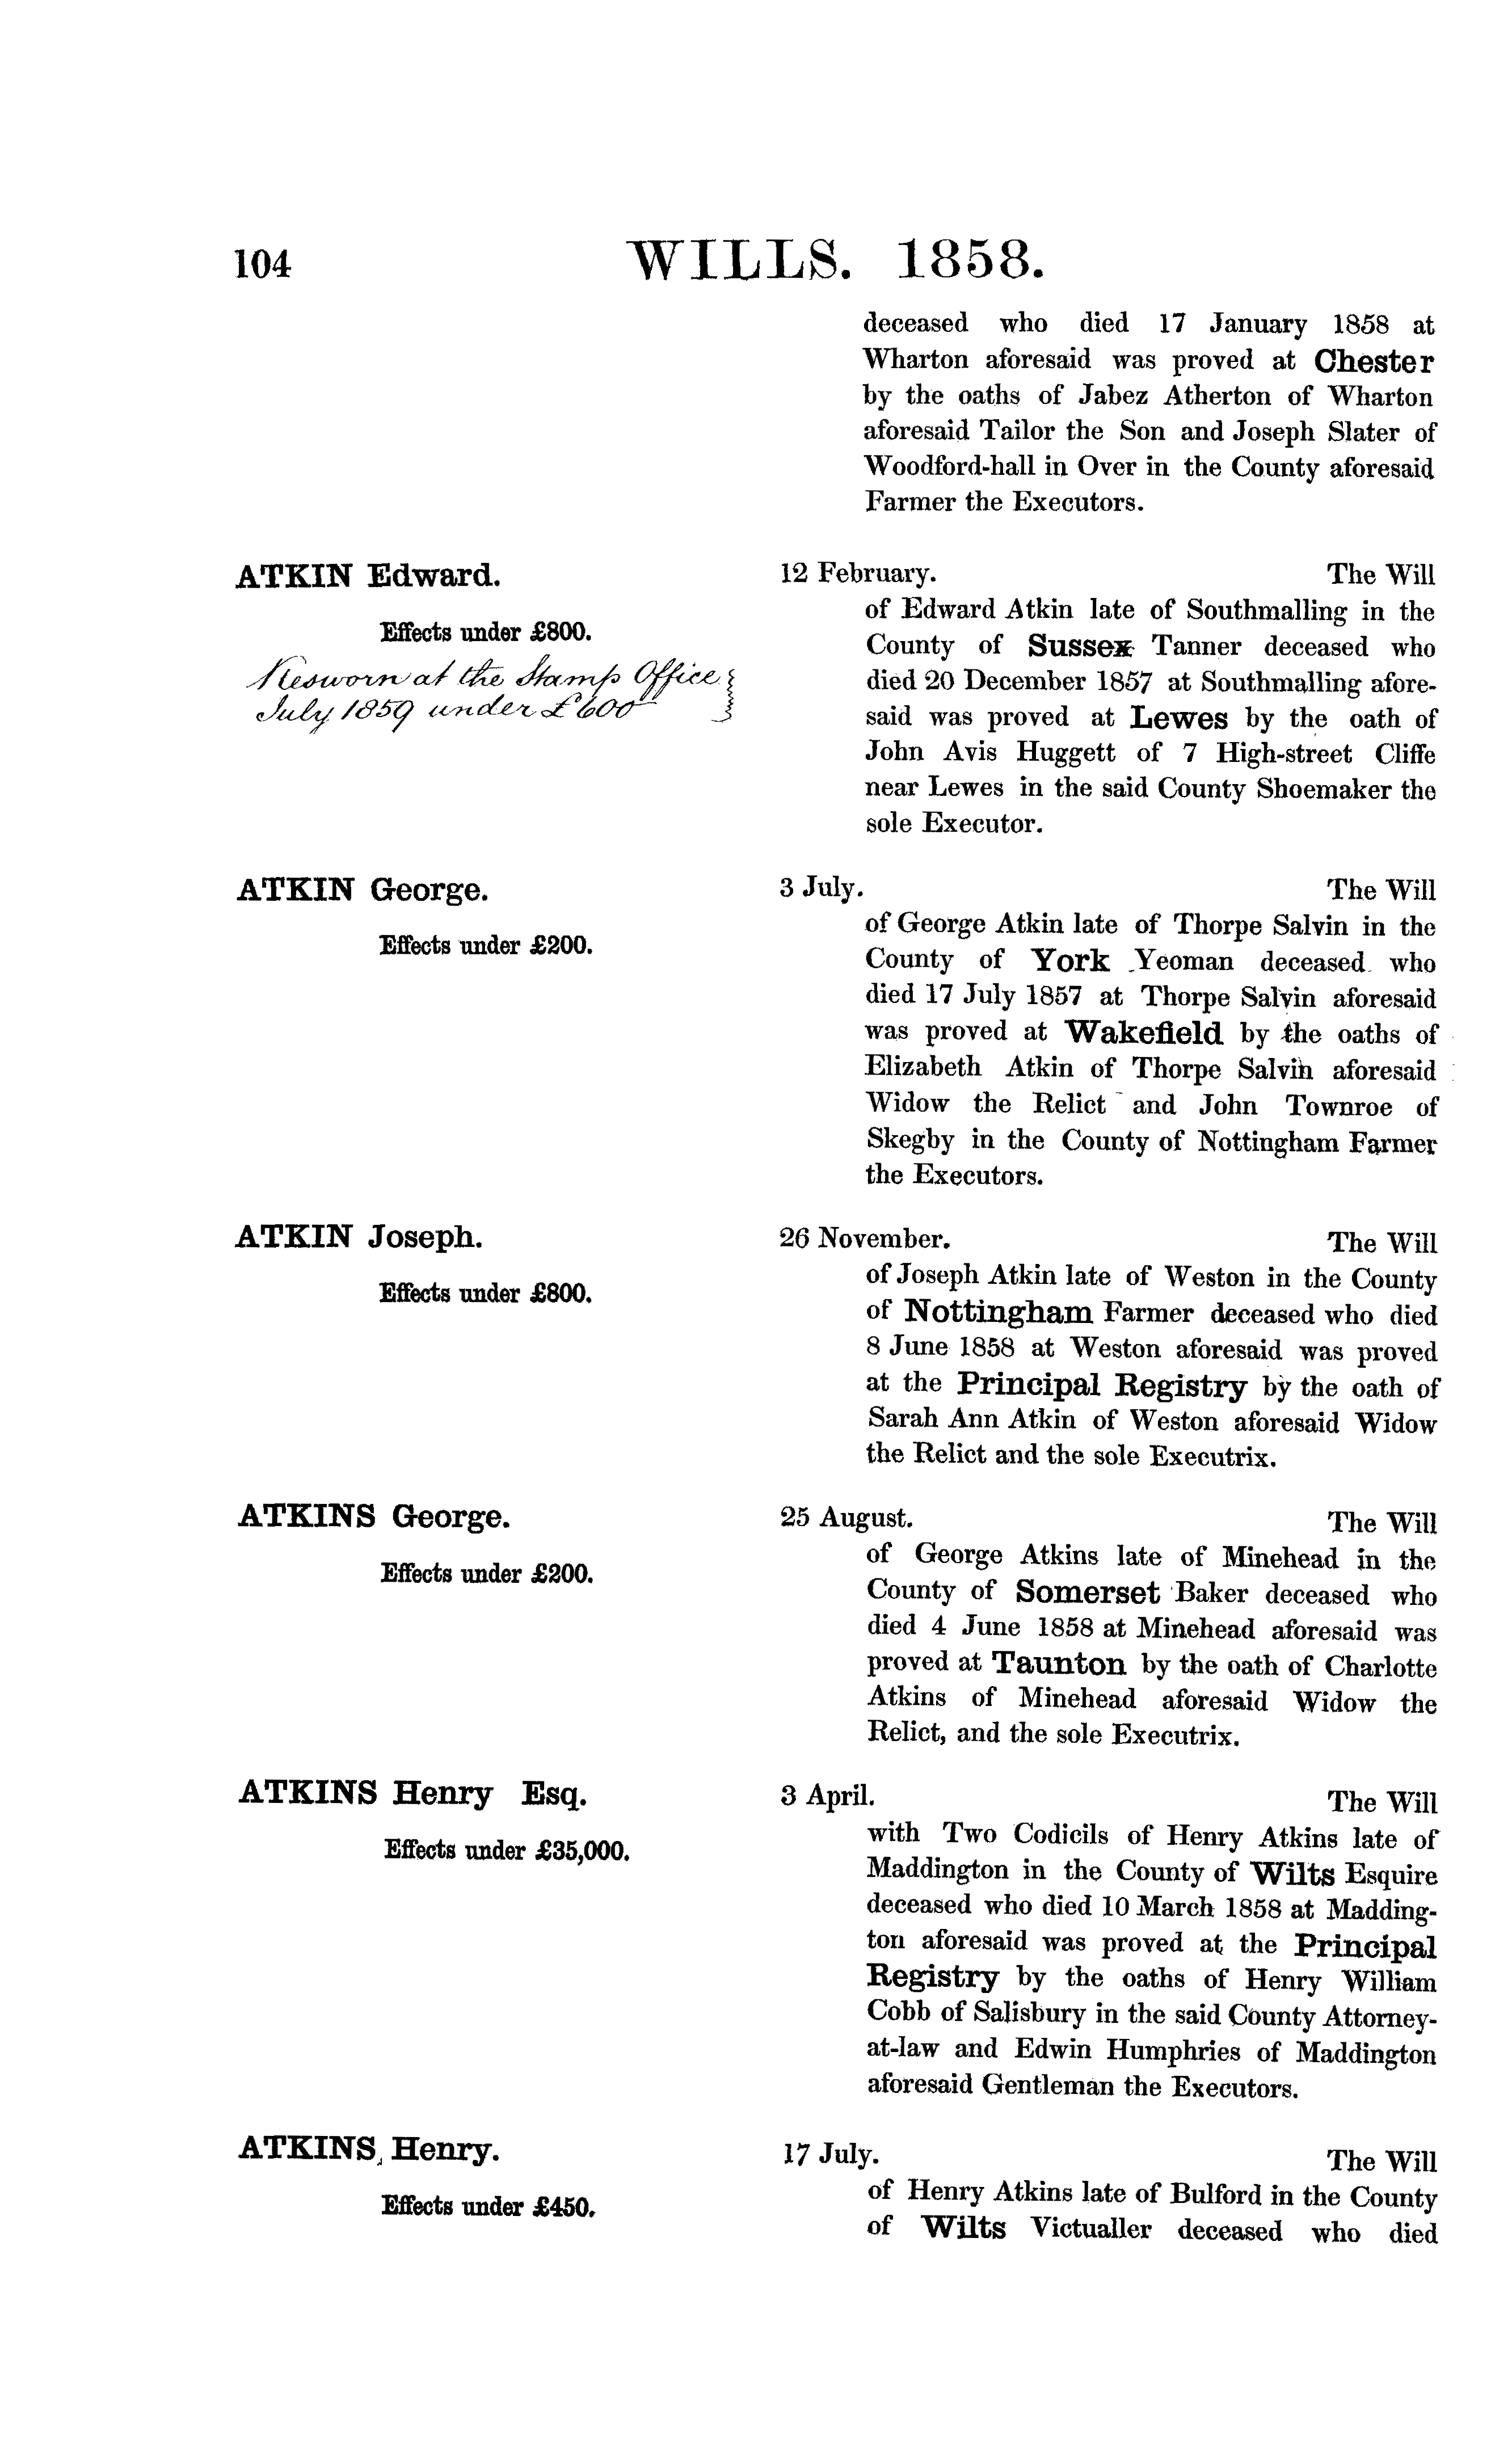 104
WILLS. 1858.
deceased who died 17 January 1858 at
Wharton aforesaid was proved at Chester
by the oaths of Jabez Atherton of Wharton
aforesaid Tailor the Son and Joseph Slater of
Woodford-hall in Over in the County aforesaid
Farmer the Executors.
ATKIN Edward.
Effects under £800.
Resworn at the Stamp Office
July 1859 under £600
12 February. The Will
of Edward Atkin late of Southmalling in the
County of Sussex Tanner deceased who
died 20 December 1857 at Southmalling afore-
said was proved at Lewes by the oath of
John Avis Huggett of 7 High-street Cliffe
near Lewes in the said County Shoemaker the
sole Executor.
ATKIN George.
Effects under £200.
3 July. The Will
of George Atkin late of Thorpe Salvin in the
County of York Yeoman deceased who
died 17 July 1857 at Thorpe Salvin aforesaid
was proved at Wakefield by the oaths of
Elizabeth Atkin of Thorpe Salvin aforesaid
Widow the Relict and John Townroe of
Skegby in the County of Nottingham Farmer
the Executors.
ATKIN Joseph.
Effects under £800.
26 November. The Will
of Joseph Atkin late of Weston in the County
of Nottingham Farmer deceased who died
8 June 1858 at Weston aforesaid was proved
at the Principal Registry by the oath of
Sarah Ann Atkin of Weston aforesaid Widow
the Relict and the sole Executrix.
ATKINS George.
Effects under £200.
25 August. The Will
of George Atkins late of Minehead in the
County of Somerset Baker deceased who
died 4 June 1858 at Minehead aforesaid was
proved at Taunton by the oath of Charlotte
Atkins of Minehead aforesaid Widow the
Relict, and the sole Executrix.
ATKINS Henry Esq.
Effects under £35,000.
3 April. The Will
with Two Codicils of Henry Atkins late of
Maddington in the County of Wilts Esquire
deceased who died 10 March 1858 at Madding-
ton aforesaid was proved at the Principal
Registry by the oaths of Henry William
Cobb of Salisbury in the said County Attorney-
at-law and Edwin Humphries of Maddington
aforesaid Gentleman the Executors.
ATKINS, Henry.
Effects under £450.
17 July. The Will
of Henry Atkins late of Bulford in the County
of Wilts Victualler deceased who died